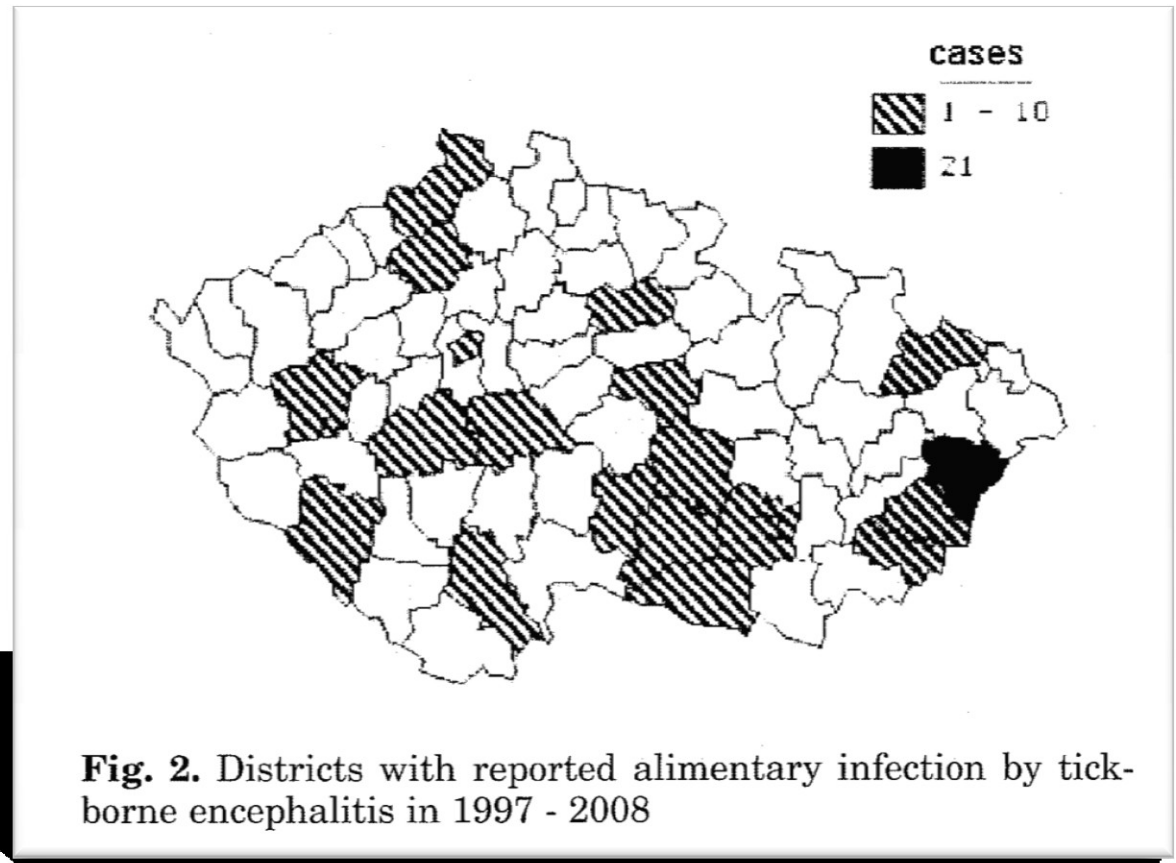 cases
1 - 10
21
Fig. 2. Districts with reported alimentary infection by tick-
borne encephalitis in 1997 - 2008